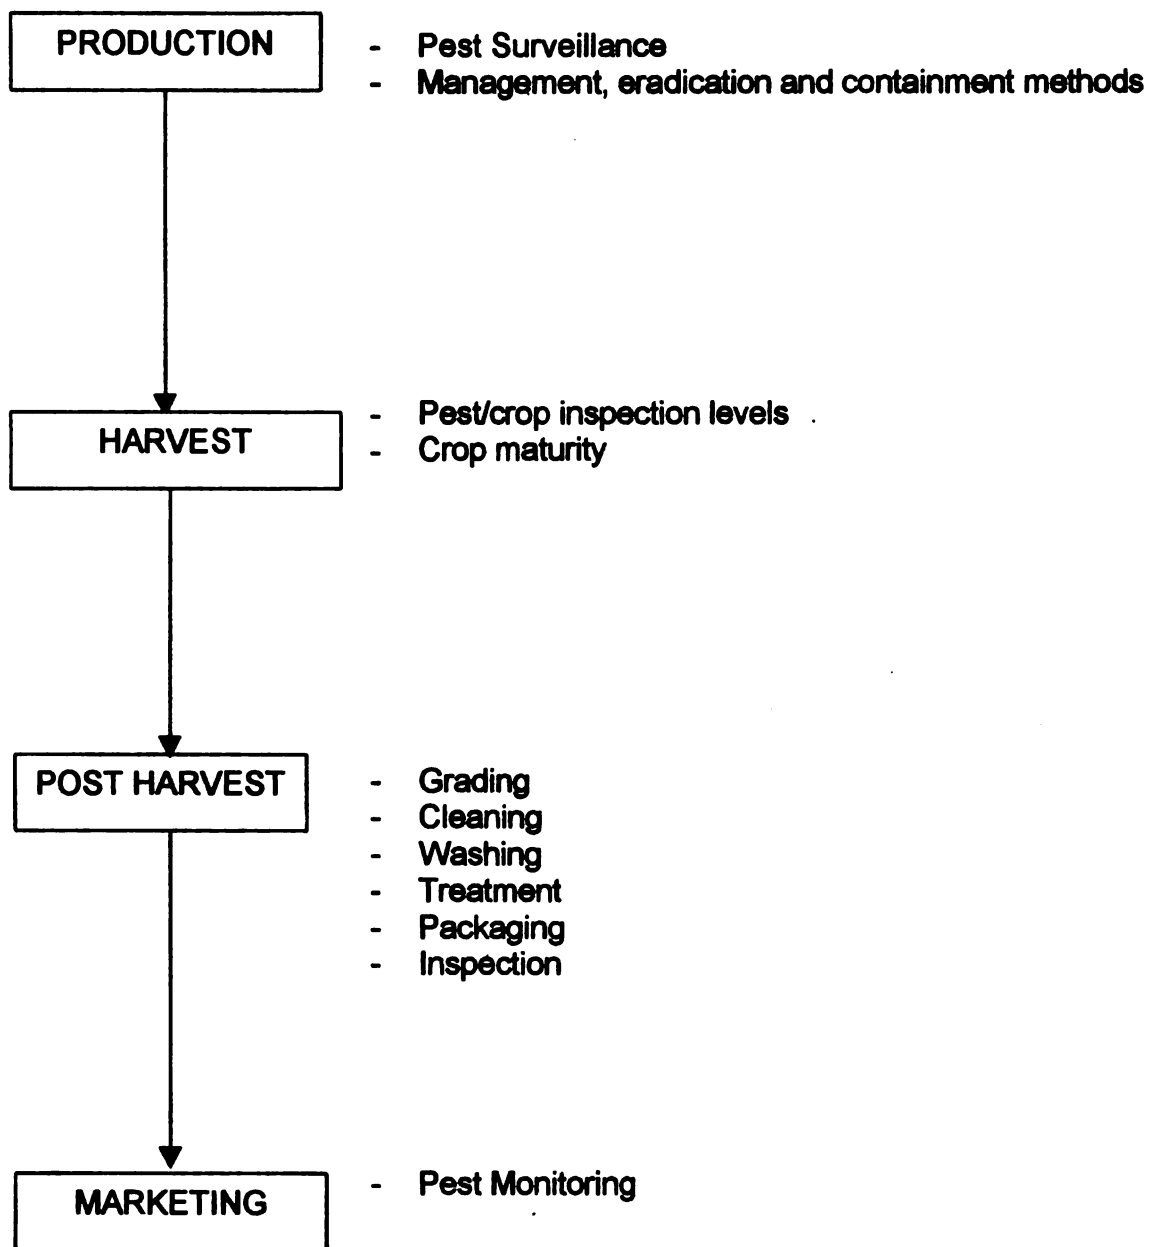 PRODUCTION
- Pest Surveillance
- Management, eradication and containment methods
HARVEST
- Pest/crop inspection levels
- Crop maturity
POST HARVEST
- Grading
- Cleaning
- Washing
- Treatment
- Packaging
- Inspection
MARKETING
- Pest Monitoring